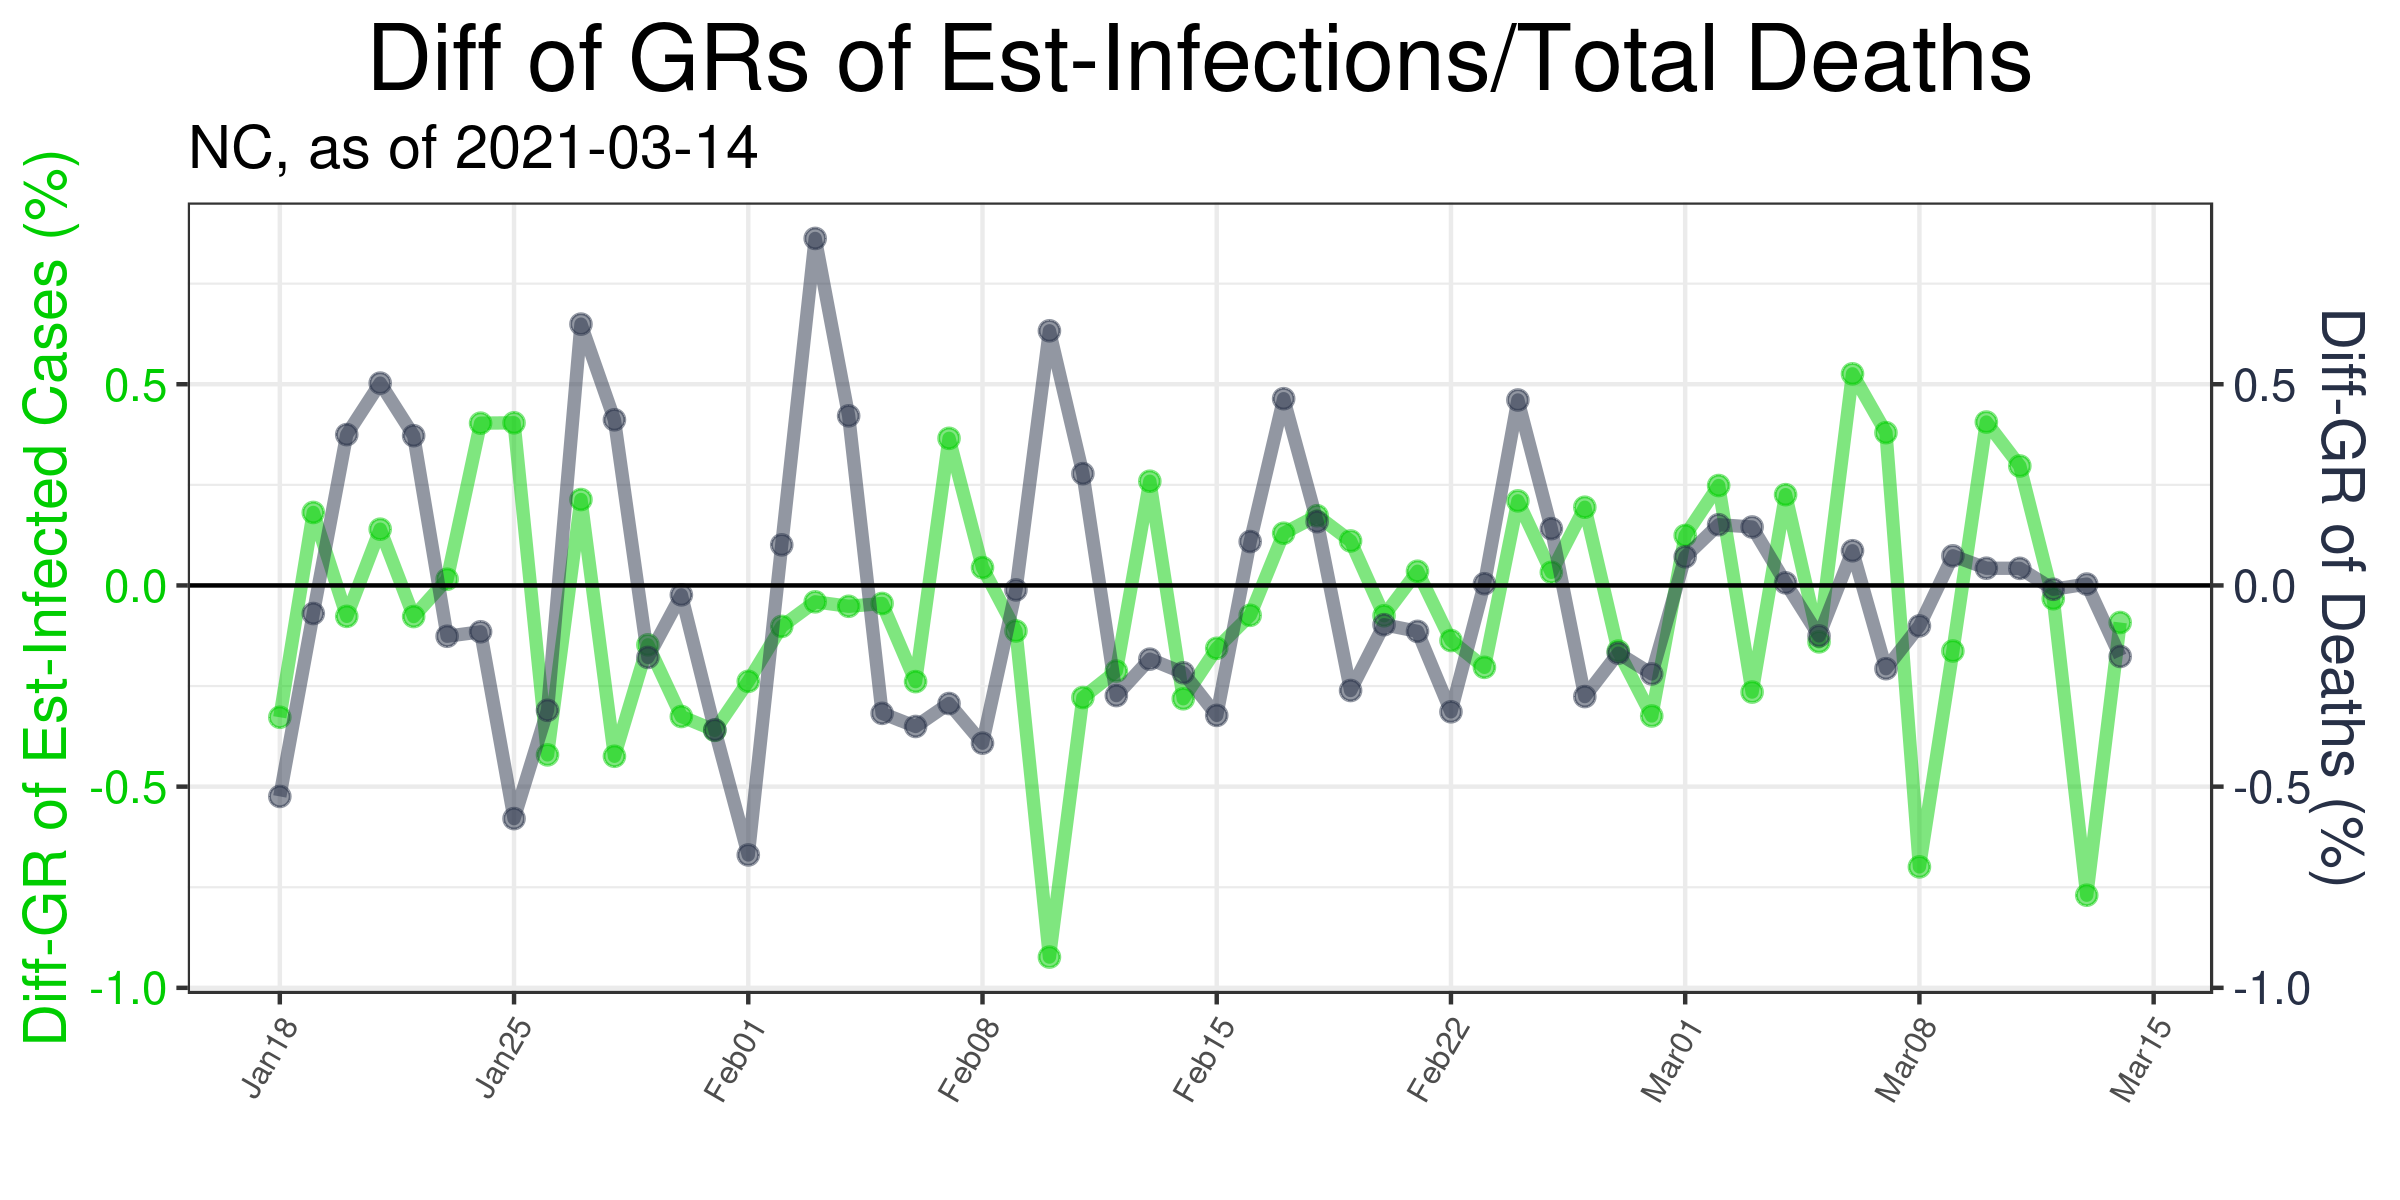 Diff of GRs of Est-Infections/Total Deaths
NC, as of 2021-03-14
Diff-GR of Est-Infected Cases (%)
0.5
0.0
-0.5
-1.0
0.5
0.0
-0.5
-1.0
Diff-GR of Deaths (%)
Jan18
Jan25
Feb01
Feb08
Feb15
Feb22
Mar01
Mar08
Mar15